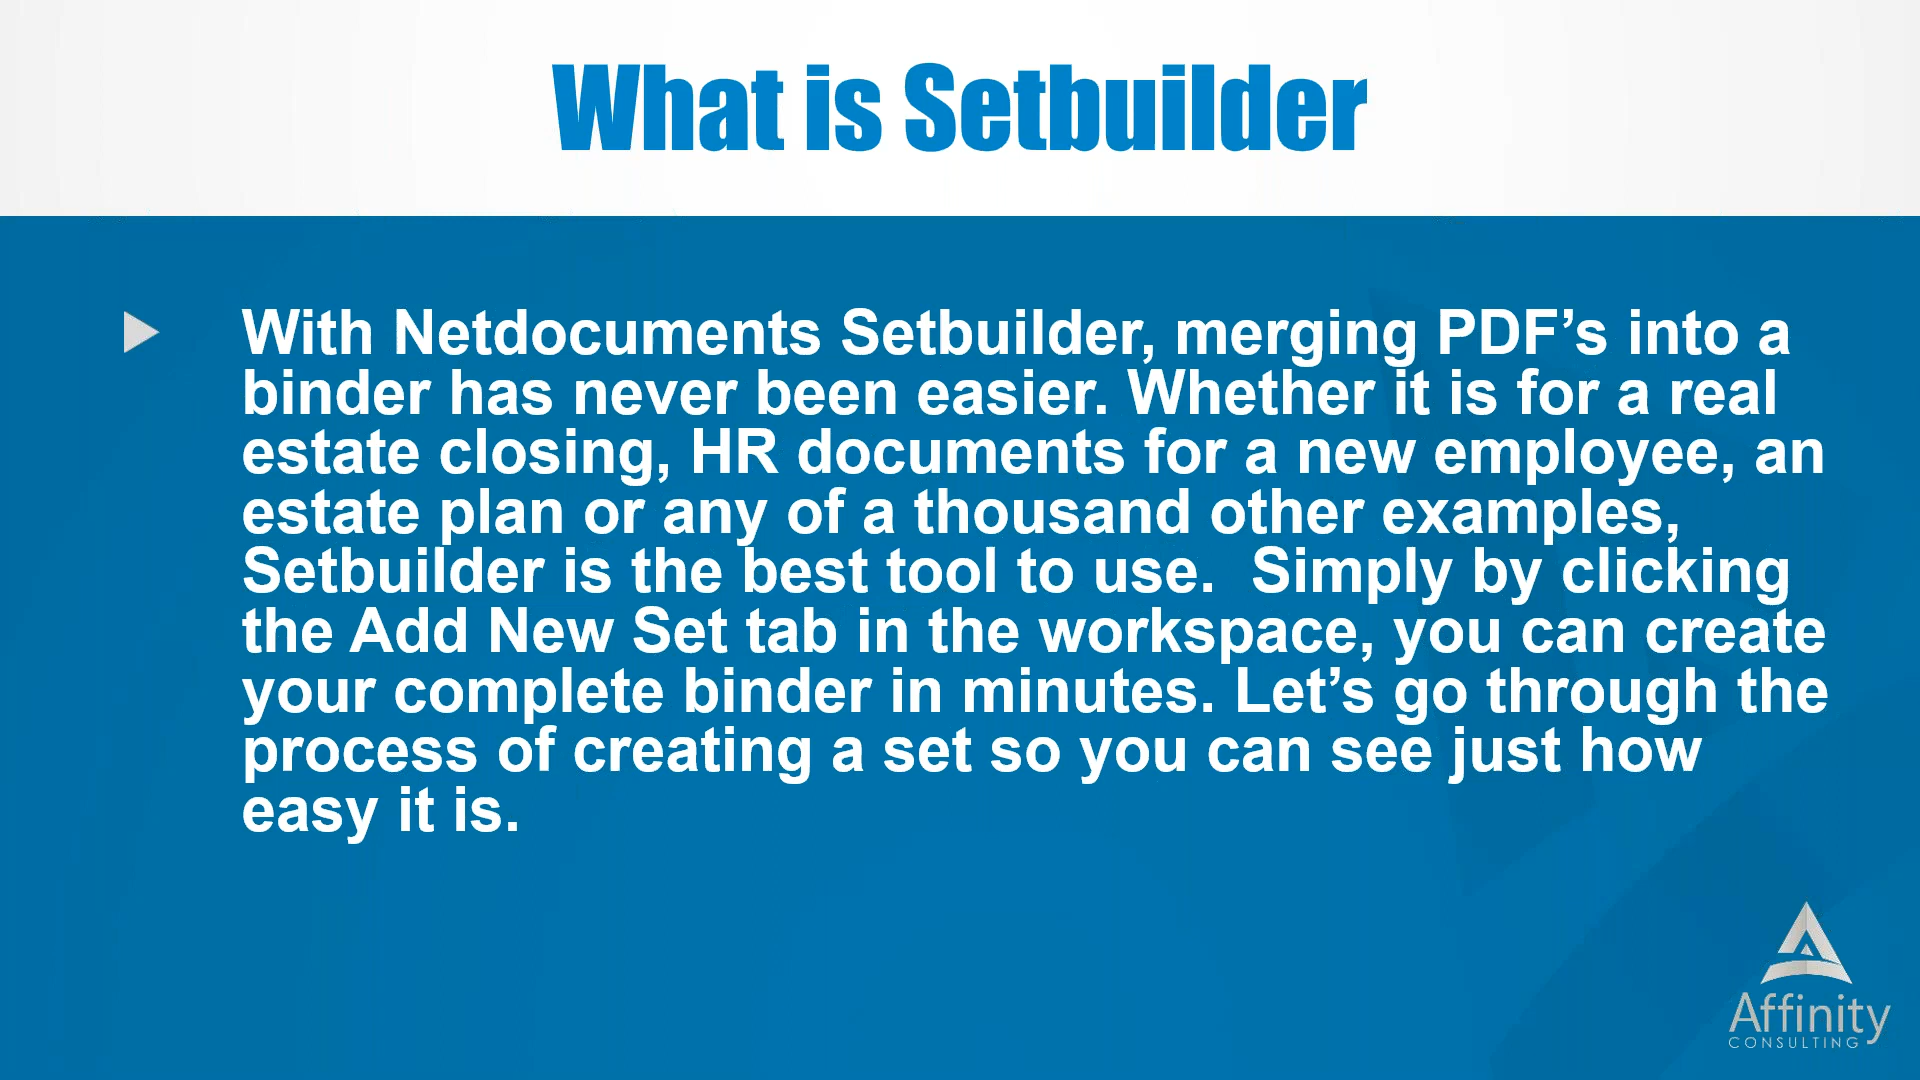 What is Setbuilder
With Netdocuments Setbuilder, merging PDF’s into a
binder has never been easier. Whether it is for a real
estate closing, HR documents for a new employee, an
estate plan or any of a thousand other examples,
Setbuilder is the best tool to use.  Simply by clicking
the Add New Set tab in the workspace, you can create
your complete binder in minutes. Let’s go through the
process of creating a set so you can see just how
easy it is.
Affinity
CONSULTING